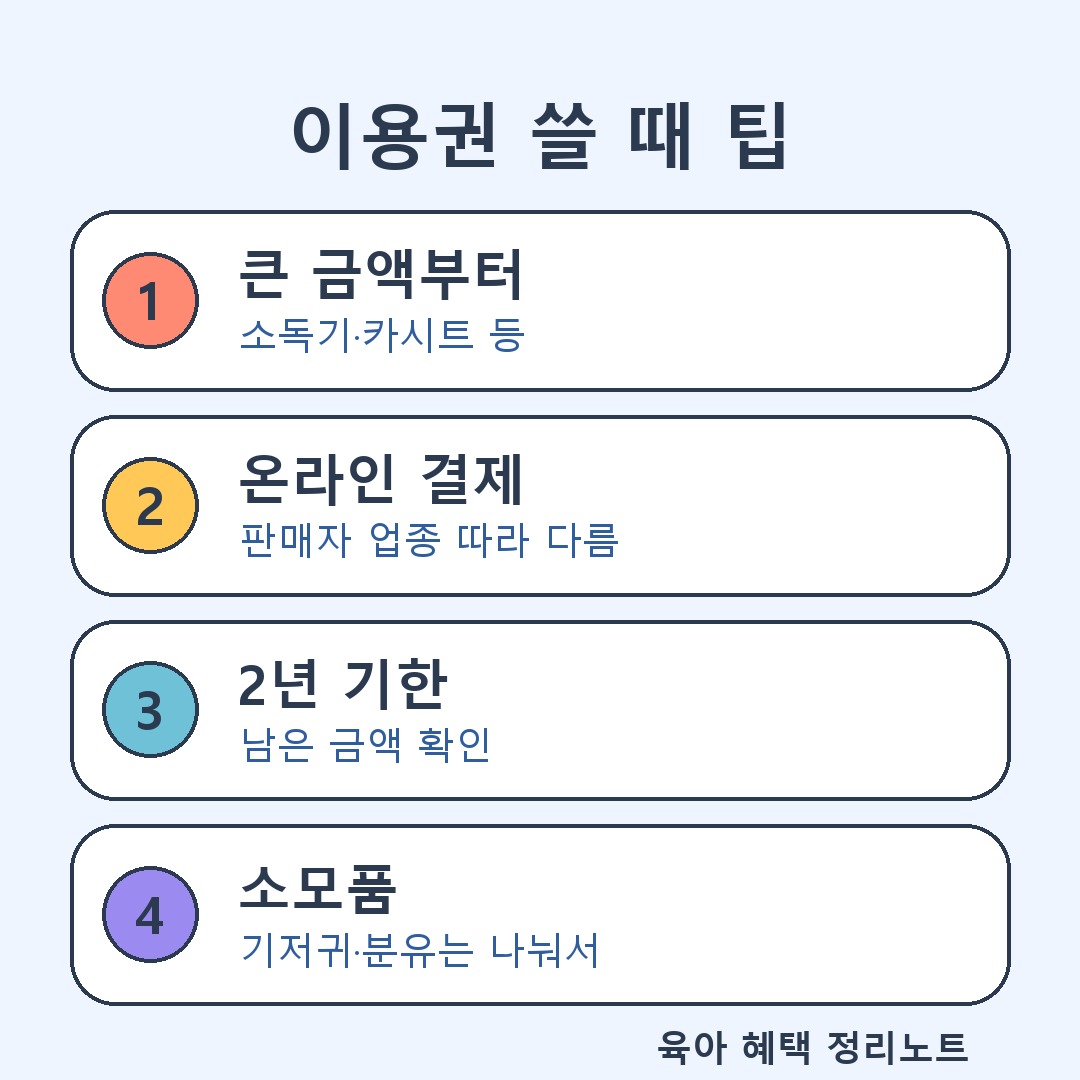 이용권 쓸 때 팁
1
큰 금액부터
소독기·카시트 등
2
온라인 결제
판매자 업종 따라 다름
3
2년 기한
남은 금액 확인
4
소모품
기저귀·분유는 나눠서
육아 혜택 정리노트